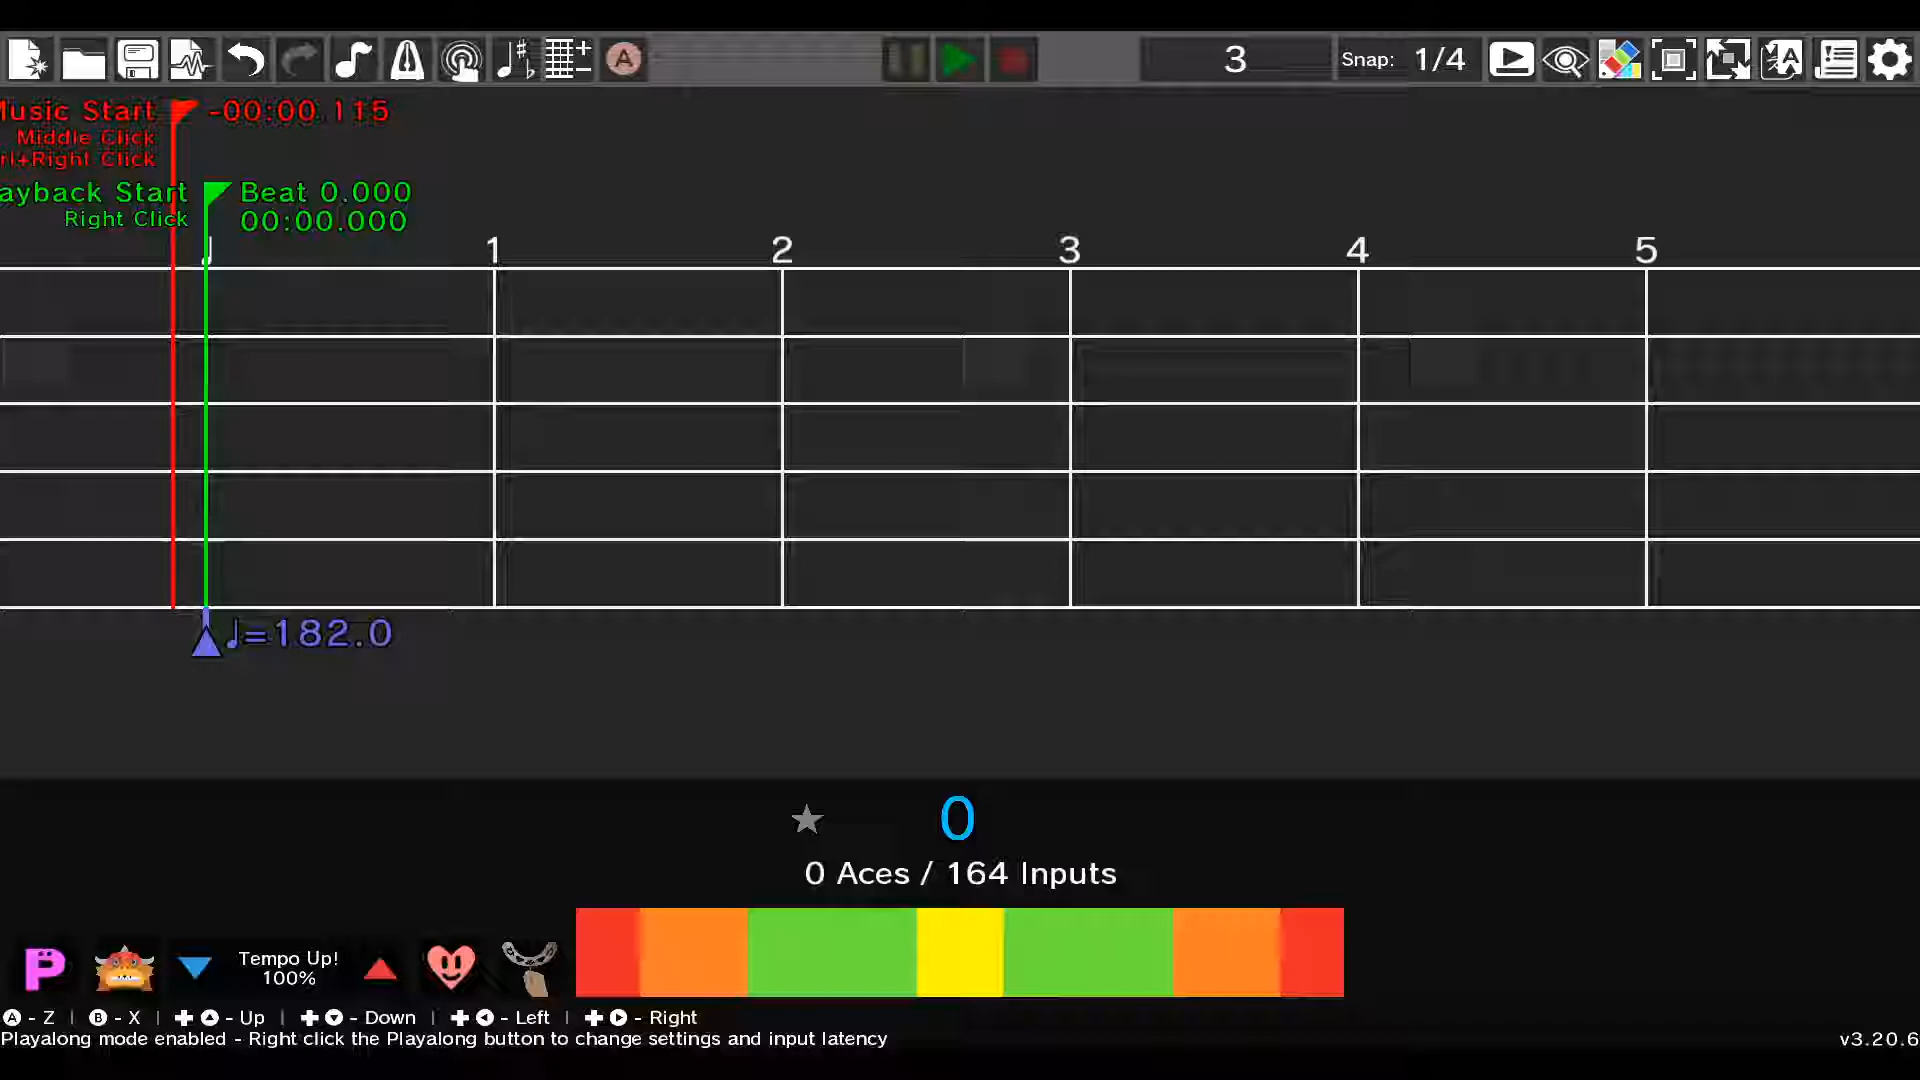 3 Snap: 1/4
Music Start -00:00.115
Middle Click
rl+Right Click
ayback Start Beat 0.000
Right Click 00:00.000
1 2 3 4 5
♩=182.0
0
0 Aces / 164 Inputs
P Tempo Up!
100%
A - Z | B - X | - Up | - Down | - Left | - Right
Playalong mode enabled - Right click the Playalong button to change settings and input latency
v3.20.6